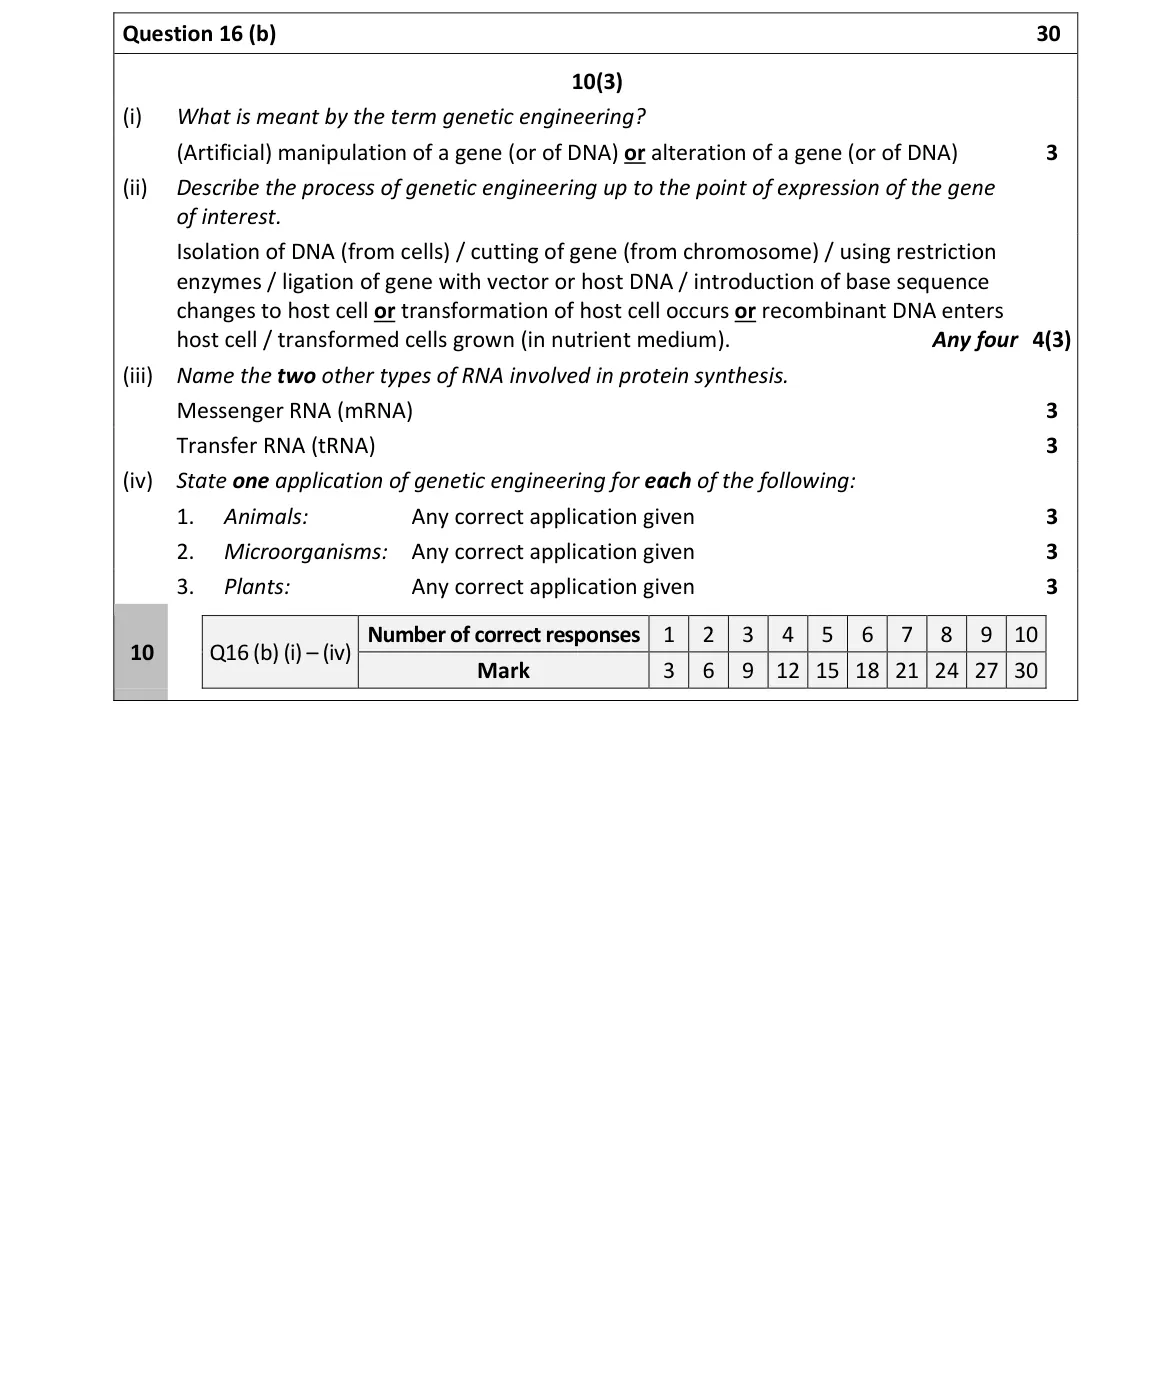 Question 16 (b) 30
10(3)
(i) What is meant by the term genetic engineering?
(Artificial) manipulation of a gene (or of DNA) or alteration of a gene (or of DNA) 3
(ii) Describe the process of genetic engineering up to the point of expression of the gene
of interest.
Isolation of DNA (from cells) / cutting of gene (from chromosome) / using restriction
enzymes / ligation of gene with vector or host DNA / introduction of base sequence
changes to host cell or transformation of host cell occurs or recombinant DNA enters
host cell / transformed cells grown (in nutrient medium). Any four 4(3)
(iii) Name the two other types of RNA involved in protein synthesis.
Messenger RNA (mRNA) 3
Transfer RNA (tRNA) 3
(iv) State one application of genetic engineering for each of the following:
1. Animals: Any correct application given 3
2. Microorganisms: Any correct application given 3
3. Plants: Any correct application given 3
10 Q16 (b) (i) – (iv) Number of correct responses 1 2 3 4 5 6 7 8 9 10
Mark 3 6 9 12 15 18 21 24 27 30